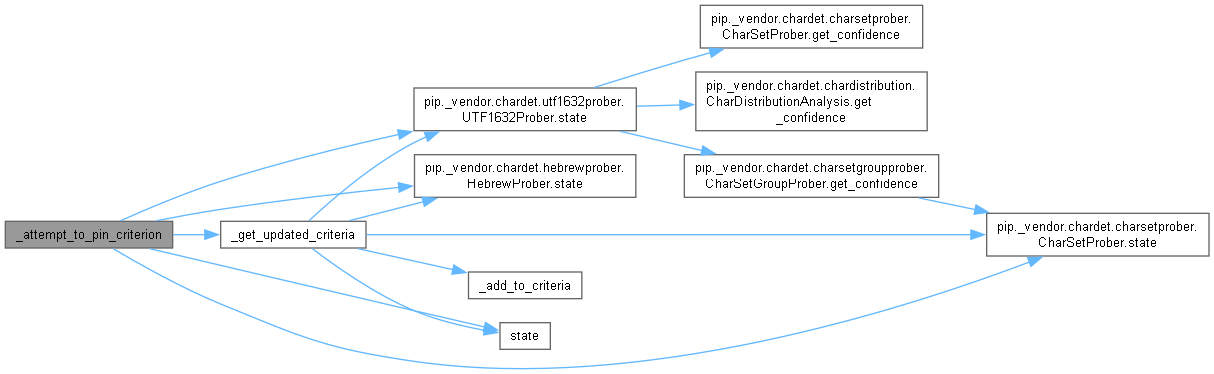 pip._vendor.chardet.charsetprober.
CharSetProber.get_confidence
pip._vendor.chardet.chardistribution.
CharDistributionAnalysis.get
_confidence
pip._vendor.chardet.utf1632prober.
UTF1632Prober.state
pip._vendor.chardet.hebrewprober.
HebrewProber.state
pip._vendor.chardet.charsetgroupprober.
CharSetGroupProber.get_confidence
_attempt_to_pin_criterion
_get_updated_criteria
pip._vendor.chardet.charsetprober.
CharSetProber.state
_add_to_criteria
state